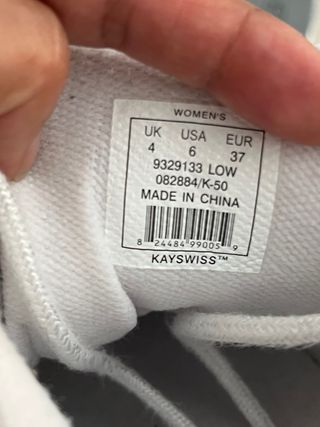 WOMEN'S
UK USA EUR
4 6 37
9329133 LOW
082884/K-50
MADE IN CHINA
8 24484 99005 9
KAYSWISS™